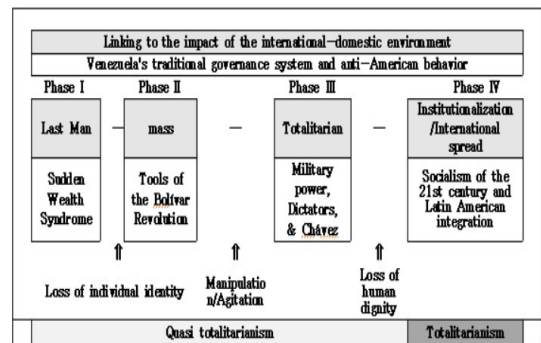 Linking to the impact of the international-domestic environment
Venezuela's traditional governance system and anti-American behavior
Phase Ⅰ
Phase Ⅱ
Phase Ⅲ
Phase Ⅳ
Last Man
—
mass
—
Totalitarian
—
Institutionalization
/International
spread
Sudden
Wealth
Syndrome
Tools of
the Bolívar
Revolution
Military
power,
Dictators,
& Chávez
Socialism of the
21st century and
Latin American
integration
⇑
⇑
⇑
Loss of individual identity
Manipulatio
n/Agitation
Loss of
human
dignity
Quasi totalitarianism
Totalitarianism